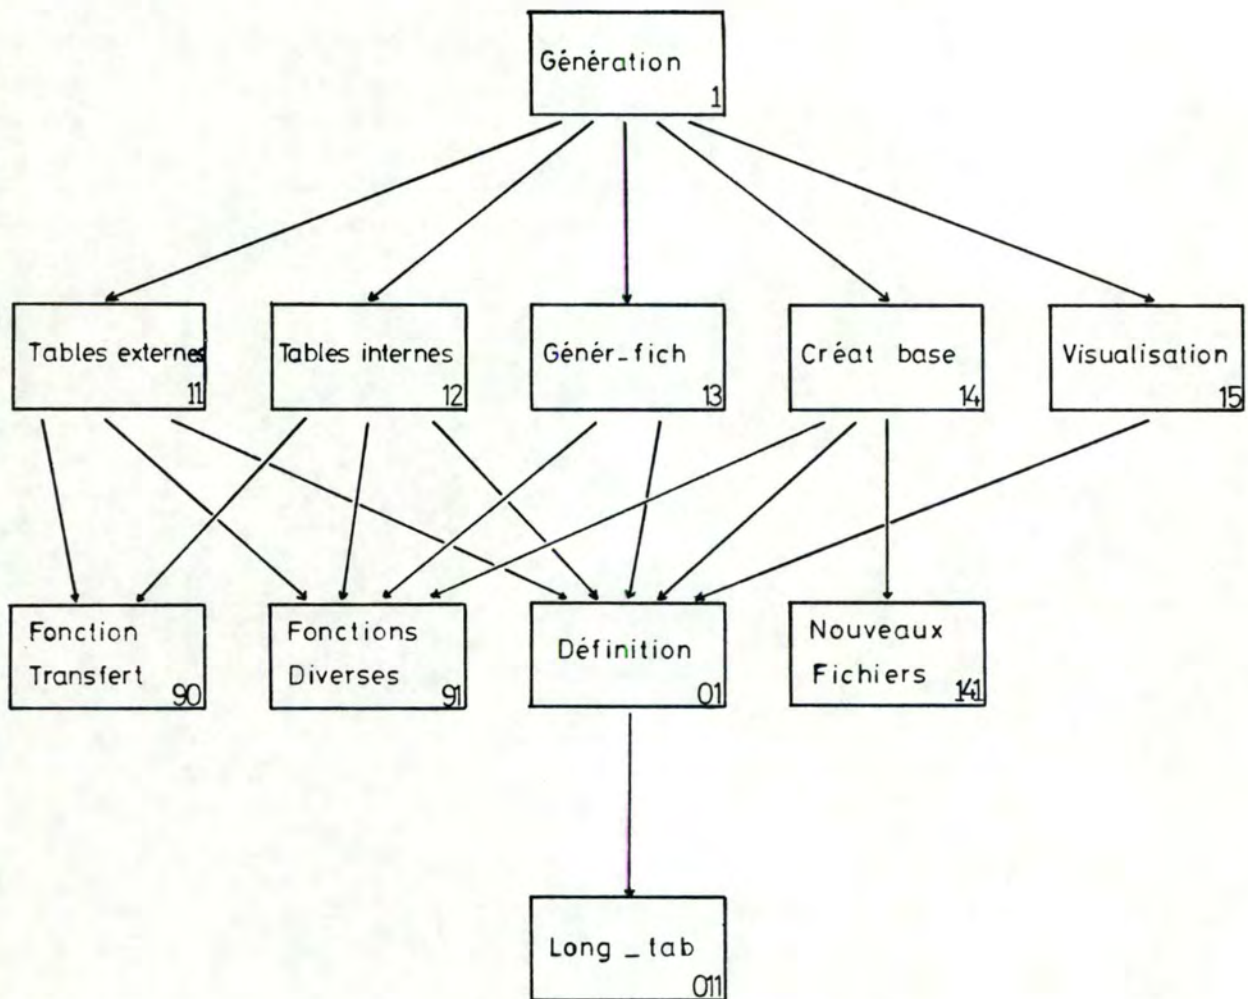 Génération
1
Tables externes
11
Tables internes
12
Génér_fich
13
Créat base
14
Visualisation
15
Fonction
Transfert
90
Fonctions
Diverses
91
Définition
01
Nouveaux
Fichiers
141
Long _ tab
011